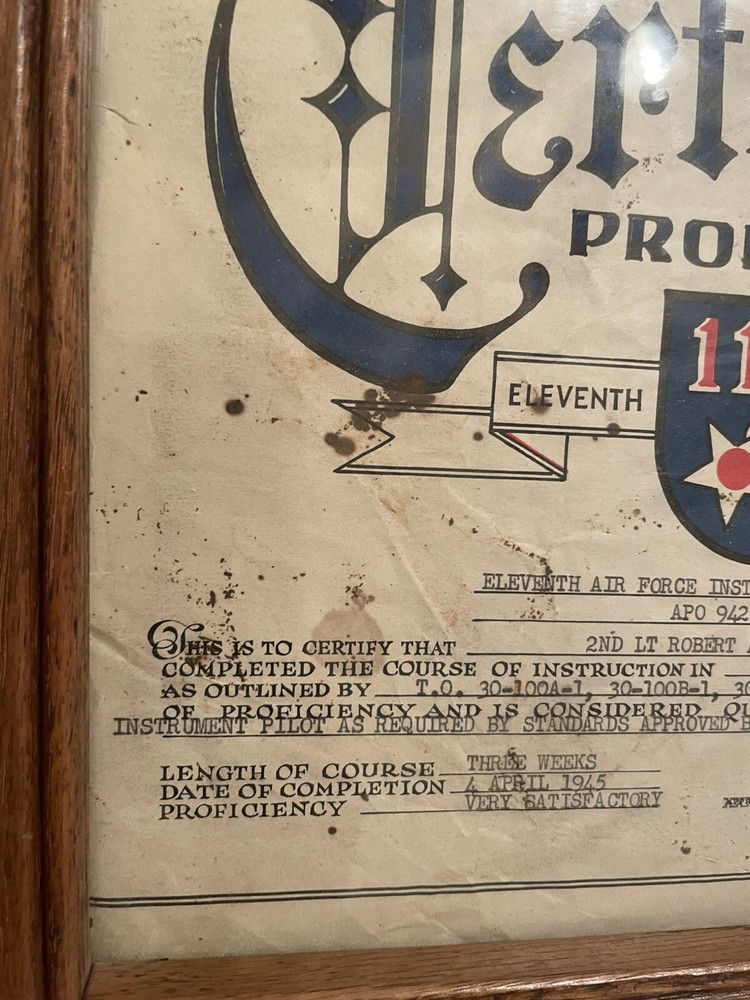 Certi
PROF
ELEVENTH
11
ELEVENTH AIR FORCE INST
APO 942
THIS IS TO CERTIFY THAT 2ND LT ROBERT
COMPLETED THE COURSE OF INSTRUCTION IN
AS OUTLINED BY T.O. 30-100A-1, 30-100B-1, 30
OF PROFICIENCY AND IS CONSIDERED QU
INSTRUMENT PILOT AS REQUIRED BY STANDARDS APPROVED B
LENGTH OF COURSE THREE WEEKS
DATE OF COMPLETION 4 APRIL 1945
PROFICIENCY VERY SATISFACTORY